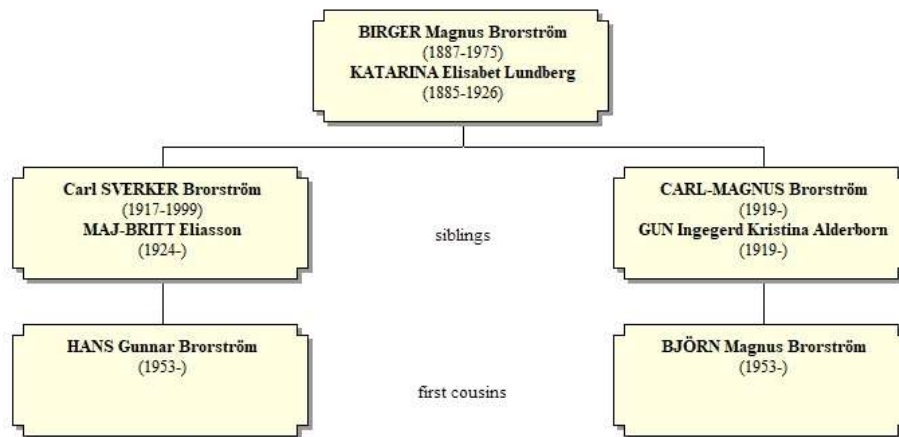 BIRGER Magnus Brorström
(1887-1975)
KATARINA Elisabet Lundberg
(1885-1926)
Carl SVERKER Brorström
(1917-1999)
MAJ-BRITT Eliasson
(1924-)
siblings
CARL-MAGNUS Brorström
(1919-)
GUN Ingegerd Kristina Alderborn
(1919-)
HANS Gunnar Brorström
(1953-)
first cousins
BJÖRN Magnus Brorström
(1953-)